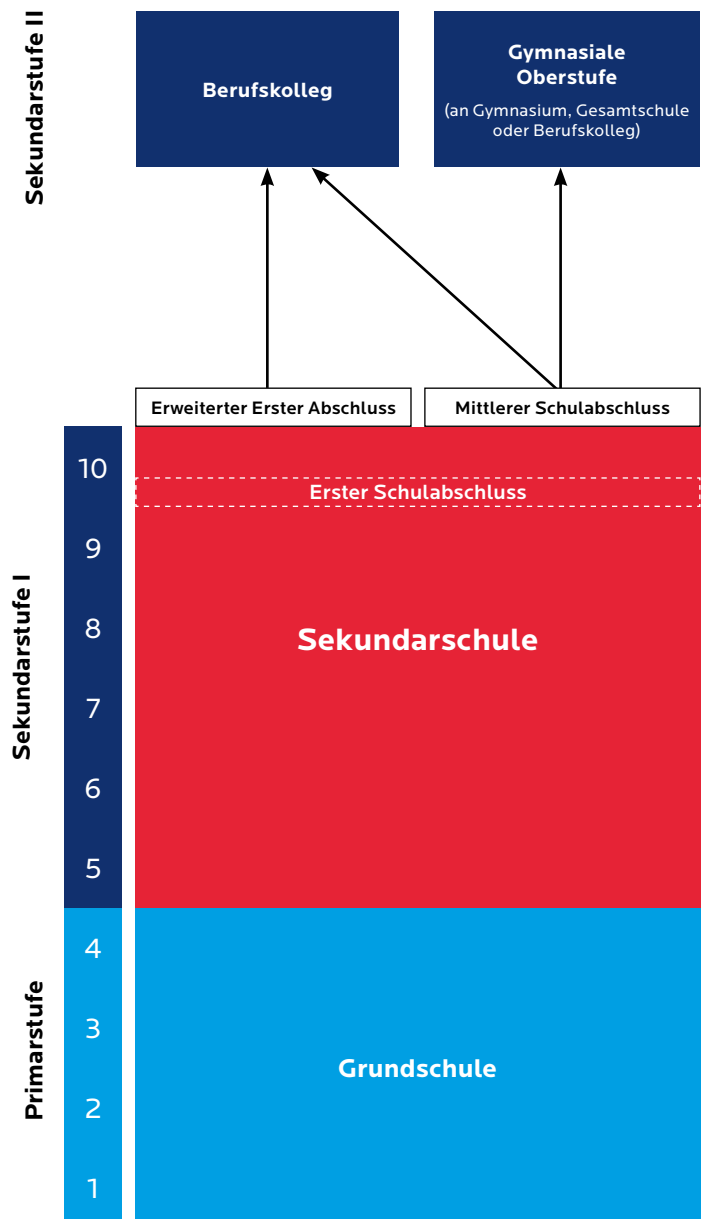 Sekundarstufe II
Berufskolleg
Gymnasiale
Oberstufe
(an Gymnasium, Gesamtschule
oder Berufskolleg)
Erweiterter Erster Abschluss
Mittlerer Schulabschluss
Sekundarstufe I
10
Erster Schulabschluss
9
8
Sekundarschule
7
6
5
Primarstufe
4
3
Grundschule
2
1